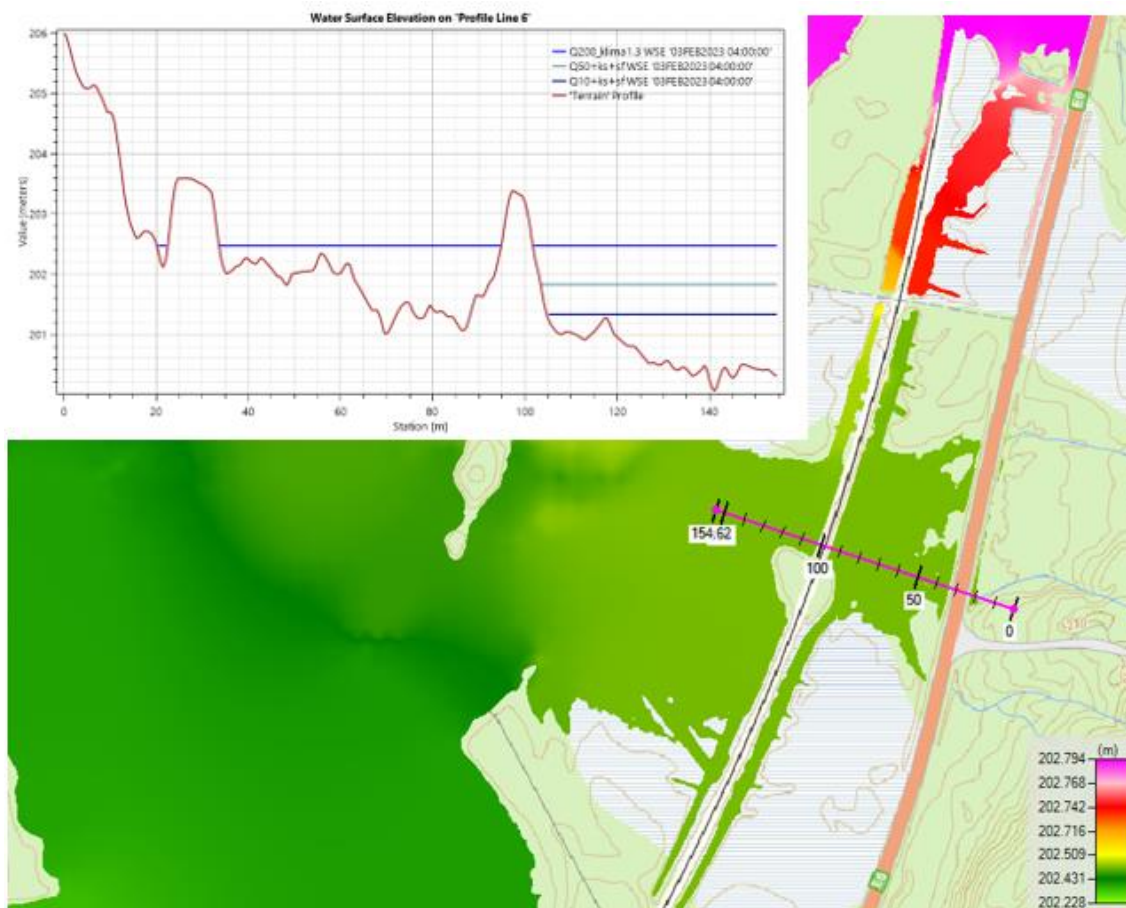 Water Surface Elevation on "Profile Line 6"
206
205
204
203
202
201
Value [meters]
Q200_klima1.3 WSE '03FEB2023 04:00:00'
Q50+ks+sf WSE '03FEB2023 04:00:00'
Q10+ks+sf WSE '03FEB2023 04:00:00'
'Terrain' Profile
0
20
40
60
80
100
120
140
Station [m]
E6
154,62
100
50
0
E6
(m)
202.794
202.768
202.742
202.716
202.509
202.431
202.228